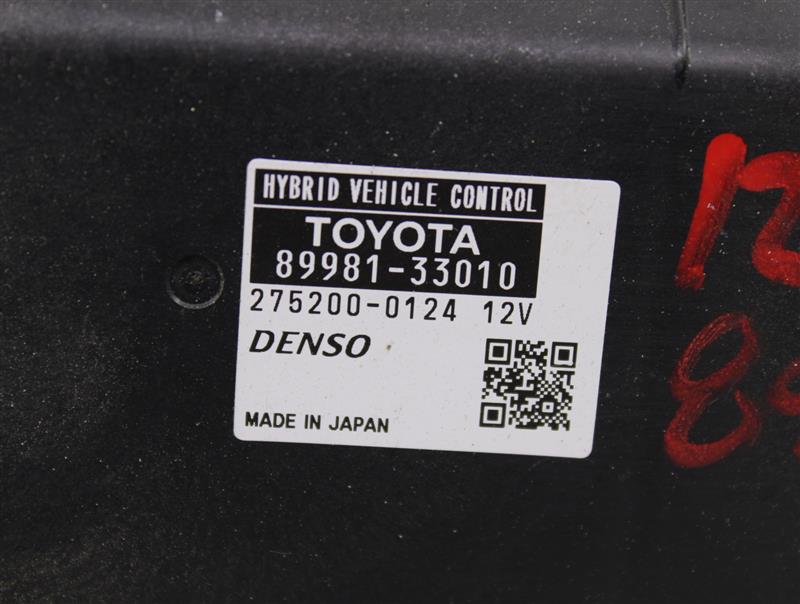 HYBRID VEHICLE CONTROL
TOYOTA
89981-33010
275200-0124 12V
DENSO
MADE IN JAPAN